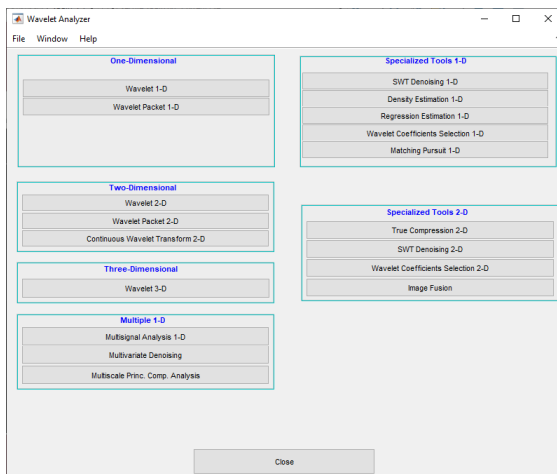 Wavelet Analyzer
File Window Help
One-Dimensional
Wavelet 1-D
Wavelet Packet 1-D
Two-Dimensional
Wavelet 2-D
Wavelet Packet 2-D
Continuous Wavelet Transform 2-D
Three-Dimensional
Wavelet 3-D
Multiple 1-D
Multisignal Analysis 1-D
Multivariate Denoising
Multiscale Princ. Comp. Analysis
Specialized Tools 1-D
SWT Denoising 1-D
Density Estimation 1-D
Regression Estimation 1-D
Wavelet Coefficients Selection 1-D
Matching Pursuit 1-D
Specialized Tools 2-D
True Compression 2-D
SWT Denoising 2-D
Wavelet Coefficients Selection 2-D
Image Fusion
Close